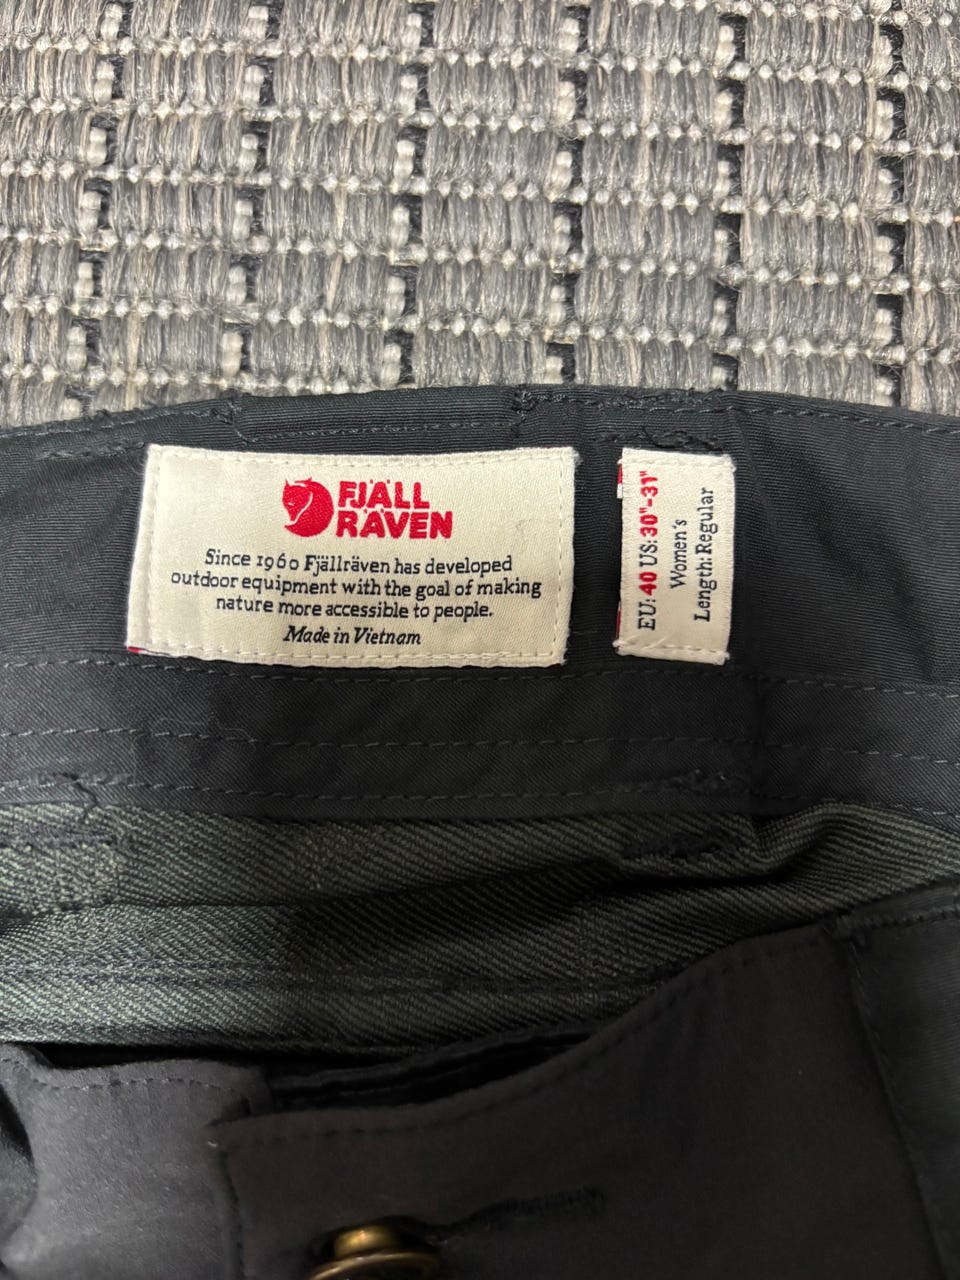 FJÄLL
RÄVEN
Since 1960 Fjällräven has developed
outdoor equipment with the goal of making
nature more accessible to people.
Made in Vietnam
EU: 40 US: 30"-31"
Women's
Length: Regular